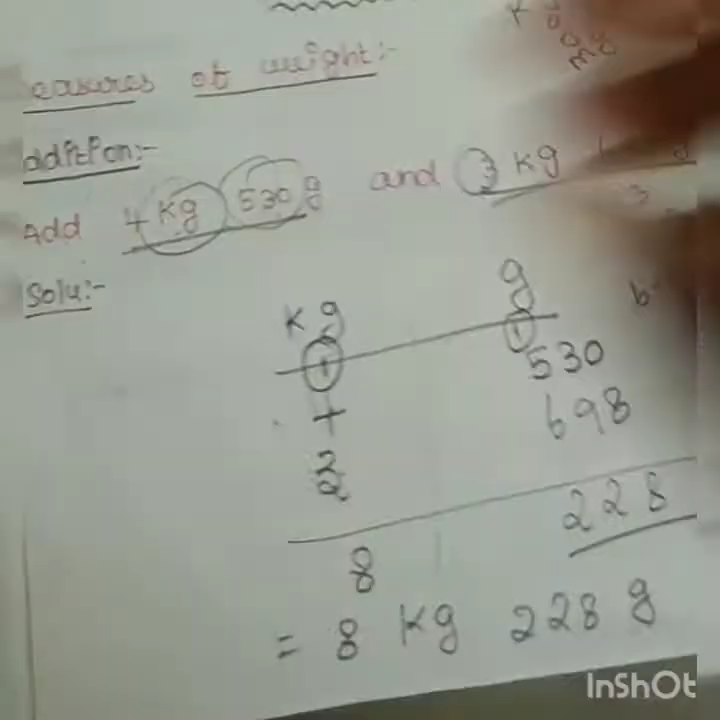 easures of weight:-
ddition:-
Add 4 kg 530 g and 3 kg
Solu:-
kg g
1 1
4 530
3 698
8 228
= 8 kg 228 g
InShOt